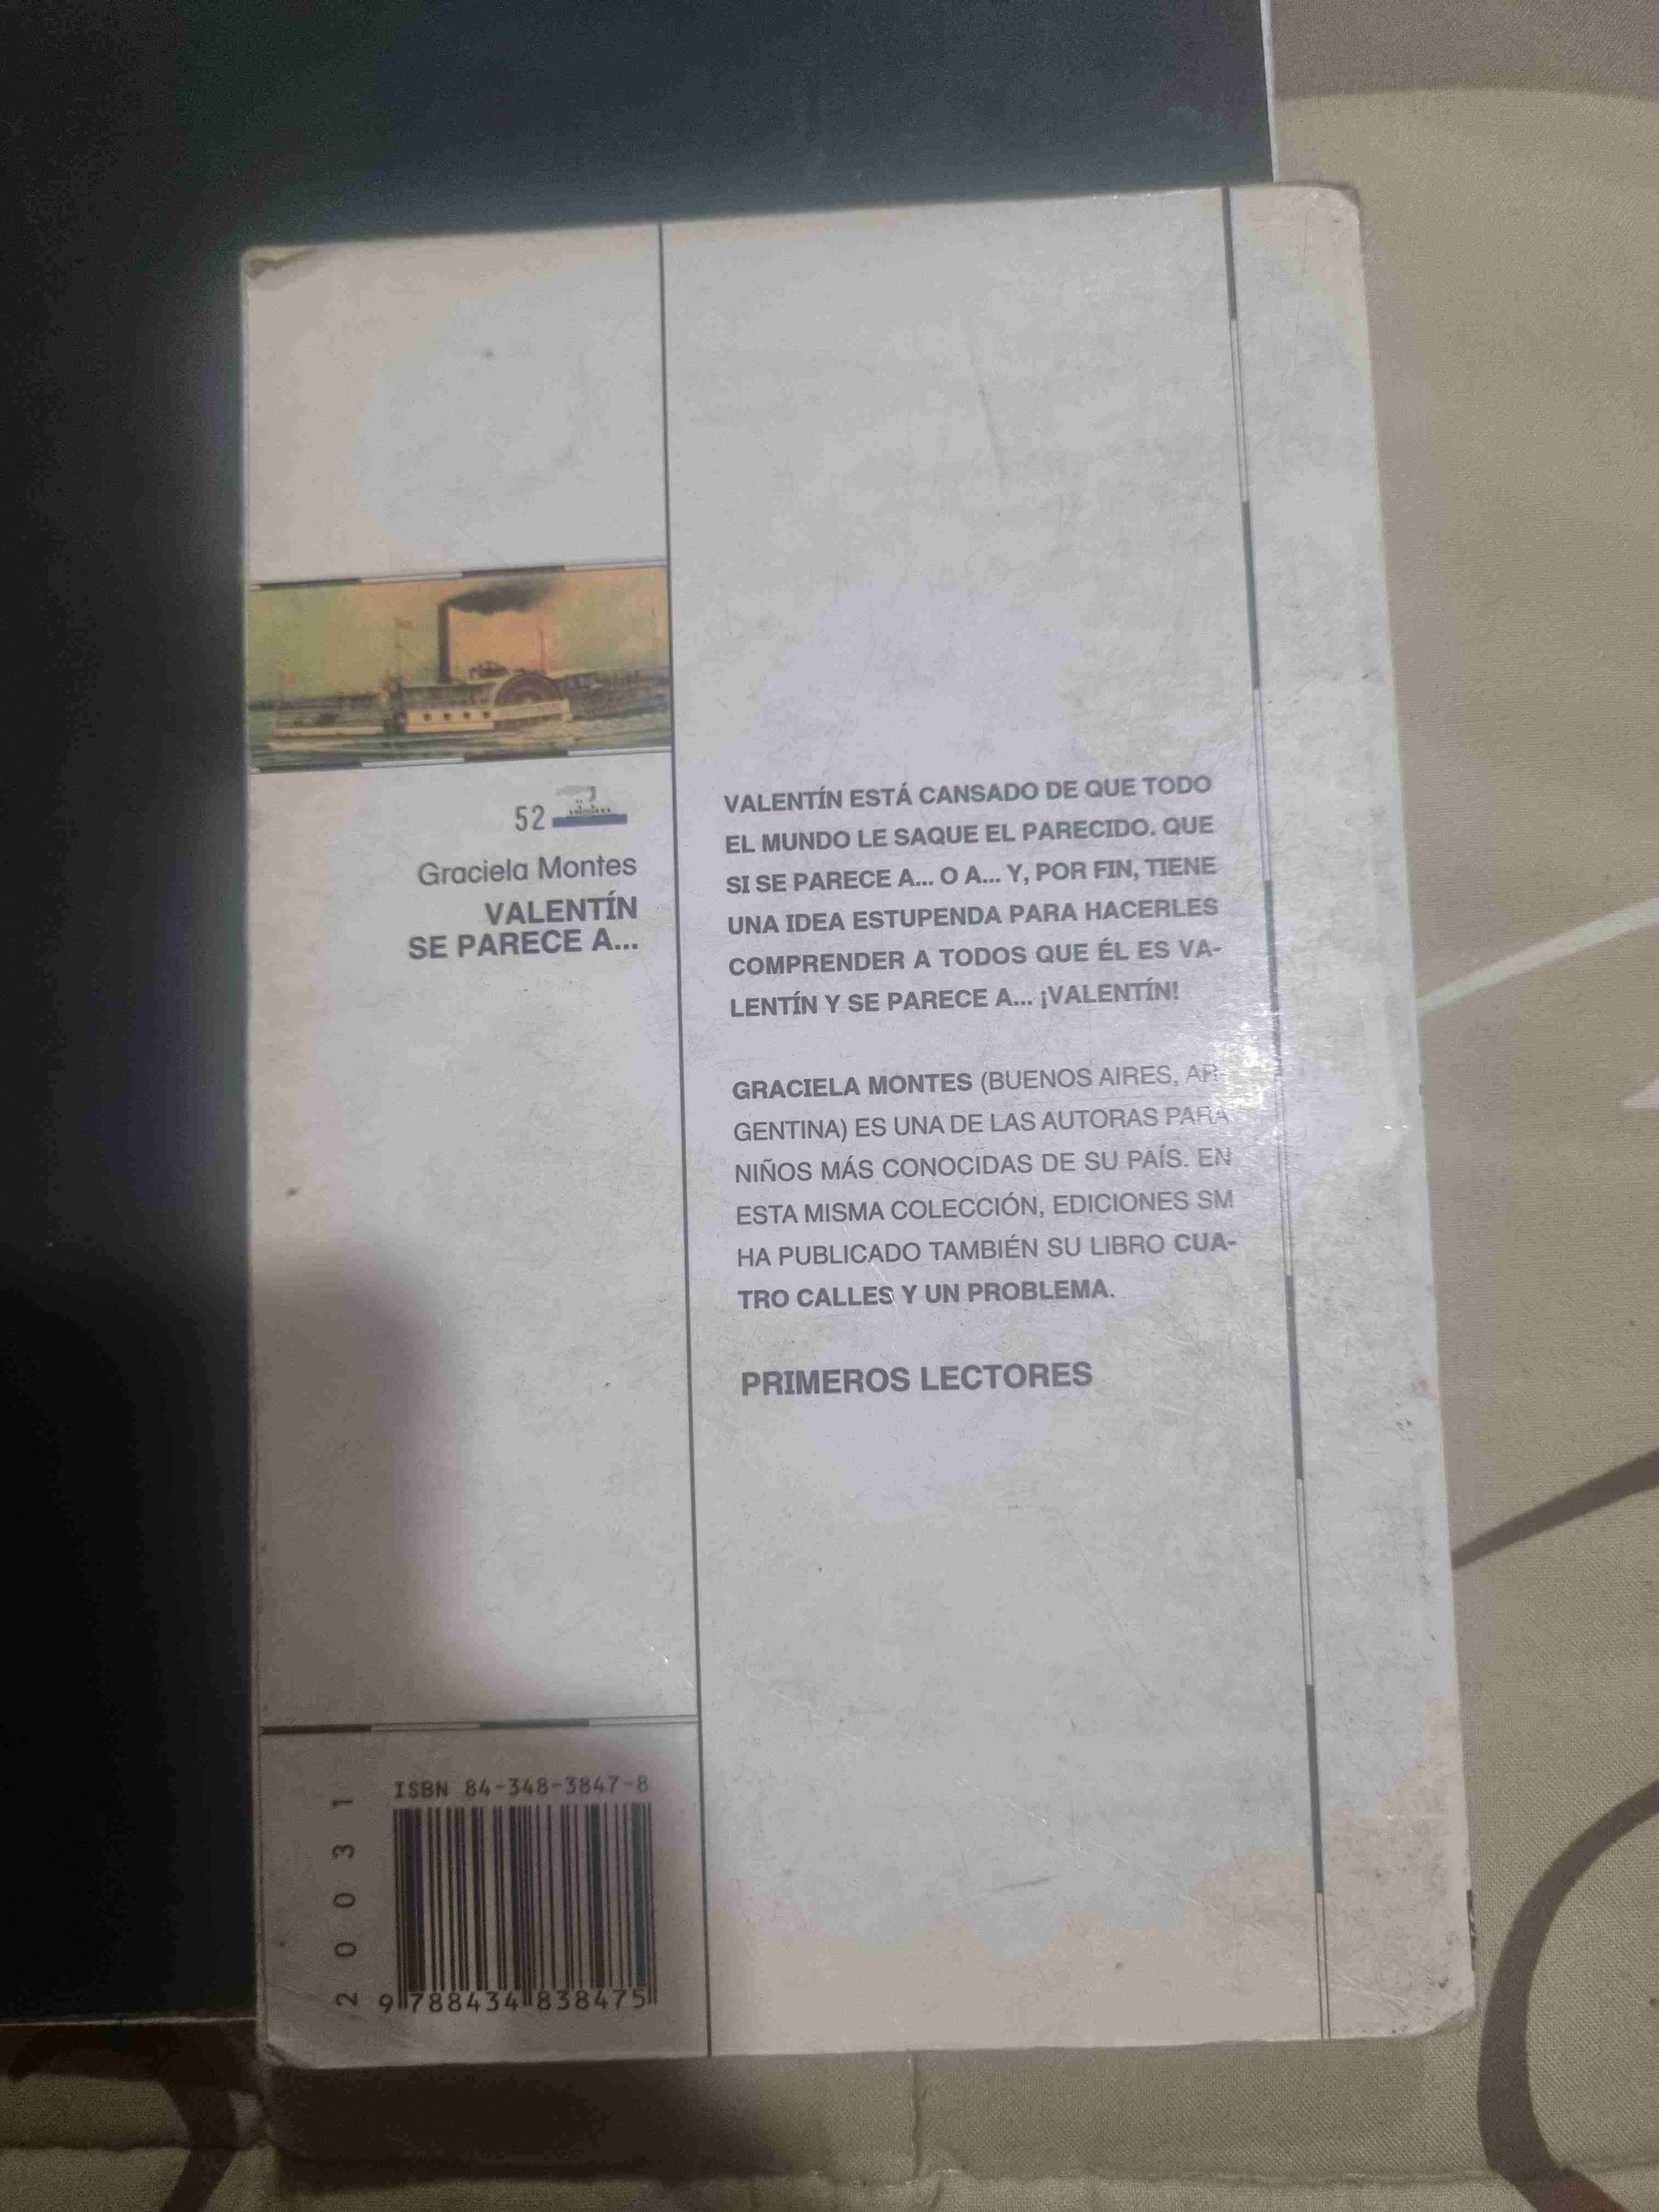 52
Graciela Montes
VALENTÍN
SE PARECE A...
VALENTÍN ESTÁ CANSADO DE QUE TODO
EL MUNDO LE SAQUE EL PARECIDO. QUE
SI SE PARECE A... O A... Y, POR FIN, TIENE
UNA IDEA ESTUPENDA PARA HACERLES
COMPRENDER A TODOS QUE ÉL ES VA-
LENTÍN Y SE PARECE A... ¡VALENTÍN!
GRACIELA MONTES (BUENOS AIRES, AR-
GENTINA) ES UNA DE LAS AUTORAS PARA
NIÑOS MÁS CONOCIDAS DE SU PAÍS. EN
ESTA MISMA COLECCIÓN, EDICIONES SM
HA PUBLICADO TAMBIÉN SU LIBRO CUA-
TRO CALLES Y UN PROBLEMA.
PRIMEROS LECTORES
ISBN 84-348-3847-8
20031
9 788434 838475